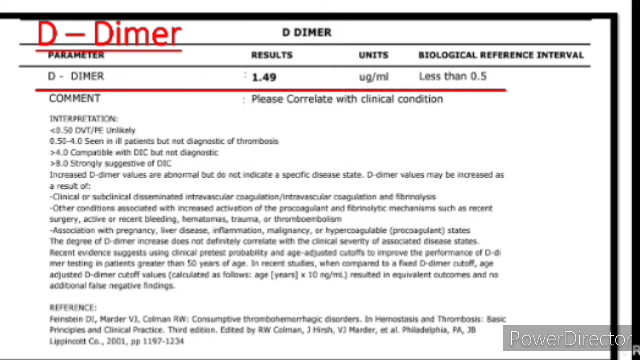 D – Dimer
D DIMER
PARAMETER RESULTS UNITS BIOLOGICAL REFERENCE INTERVAL
D - DIMER : 1.49 ug/ml Less than 0.5
COMMENT : Please Correlate with clinical condition
INTERPRETATION:
<0.50 DVT/PE Unlikely
0.50-4.0 Seen in ill patients but not diagnostic of thrombosis
>4.0 Compatible with DIC but not diagnostic
>8.0 Strongly suggestive of DIC
Increased D-dimer values are abnormal but do not indicate a specific disease state. D-dimer values may be increased as
a result of:
-Clinical or subclinical disseminated intravascular coagulation/intravascular coagulation and fibrinolysis
-Other conditions associated with increased activation of the procoagulant and fibrinolytic mechanisms such as recent
surgery, active or recent bleeding, hematomas, trauma, or thromboembolism
-Association with pregnancy, liver disease, inflammation, malignancy, or hypercoagulable (procoagulant) states
The degree of D-dimer increase does not definitely correlate with the clinical severity of associated disease states.
Recent evidence suggests using clinical pretest probability and age-adjusted cutoffs to improve the performance of D-di
mer testing in patients greater than 50 years of age. In recent studies, when compared to a fixed D-dimer cutoff, age
adjusted D-dimer cutoff values (calculated as follows: age [years] x 10 ng/mL) resulted in equivalent outcomes and no
additional false negative findings.
REFERENCE:
Feinstein DI, Marder VJ, Colman RW: Consumptive thrombohemorrhagic disorders. In Hemostasis and Thrombosis: Basic
Principles and Clinical Practice. Third edition. Edited by RW Colman, J Hirsh, VJ Marder, et al. Philadelphia, PA, JB
Lippincott Co., 2001, pp 1197-1234
PowerDirector